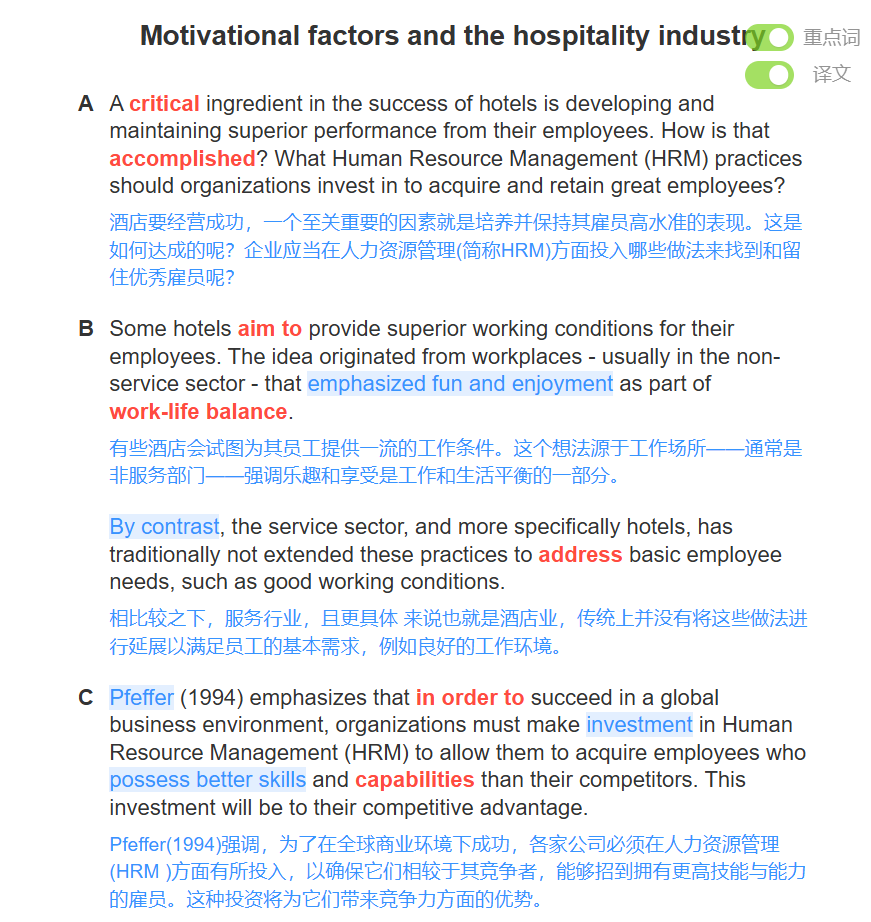 Motivational factors and the hospitality industry
重点词
译文
A A critical ingredient in the success of hotels is developing and
maintaining superior performance from their employees. How is that
accomplished? What Human Resource Management (HRM) practices
should organizations invest in to acquire and retain great employees?
酒店要经营成功，一个至关重要的因素就是培养并保持其雇员高水准的表现。这是
如何达成的呢？企业应当在人力资源管理(简称HRM)方面投入哪些做法来找到和留
住优秀雇员呢？
B Some hotels aim to provide superior working conditions for their
employees. The idea originated from workplaces - usually in the non-
service sector - that emphasized fun and enjoyment as part of
work-life balance.
有些酒店会试图为其员工提供一流的工作条件。这个想法源于工作场所——通常是
非服务部门——强调乐趣和享受是工作和生活平衡的一部分。
By contrast, the service sector, and more specifically hotels, has
traditionally not extended these practices to address basic employee
needs, such as good working conditions.
相比较之下，服务行业，且更具体 来说也就是酒店业，传统上并没有将这些做法进
行延展以满足员工的基本需求，例如良好的工作环境。
C Pfeffer (1994) emphasizes that in order to succeed in a global
business environment, organizations must make investment in Human
Resource Management (HRM) to allow them to acquire employees who
possess better skills and capabilities than their competitors. This
investment will be to their competitive advantage.
Pfeffer(1994)强调，为了在全球商业环境下成功，各家公司必须在人力资源管理
(HRM )方面有所投入，以确保它们相较于其竞争者，能够招到拥有更高技能与能力
的雇员。这种投资将为它们带来竞争力方面的优势。